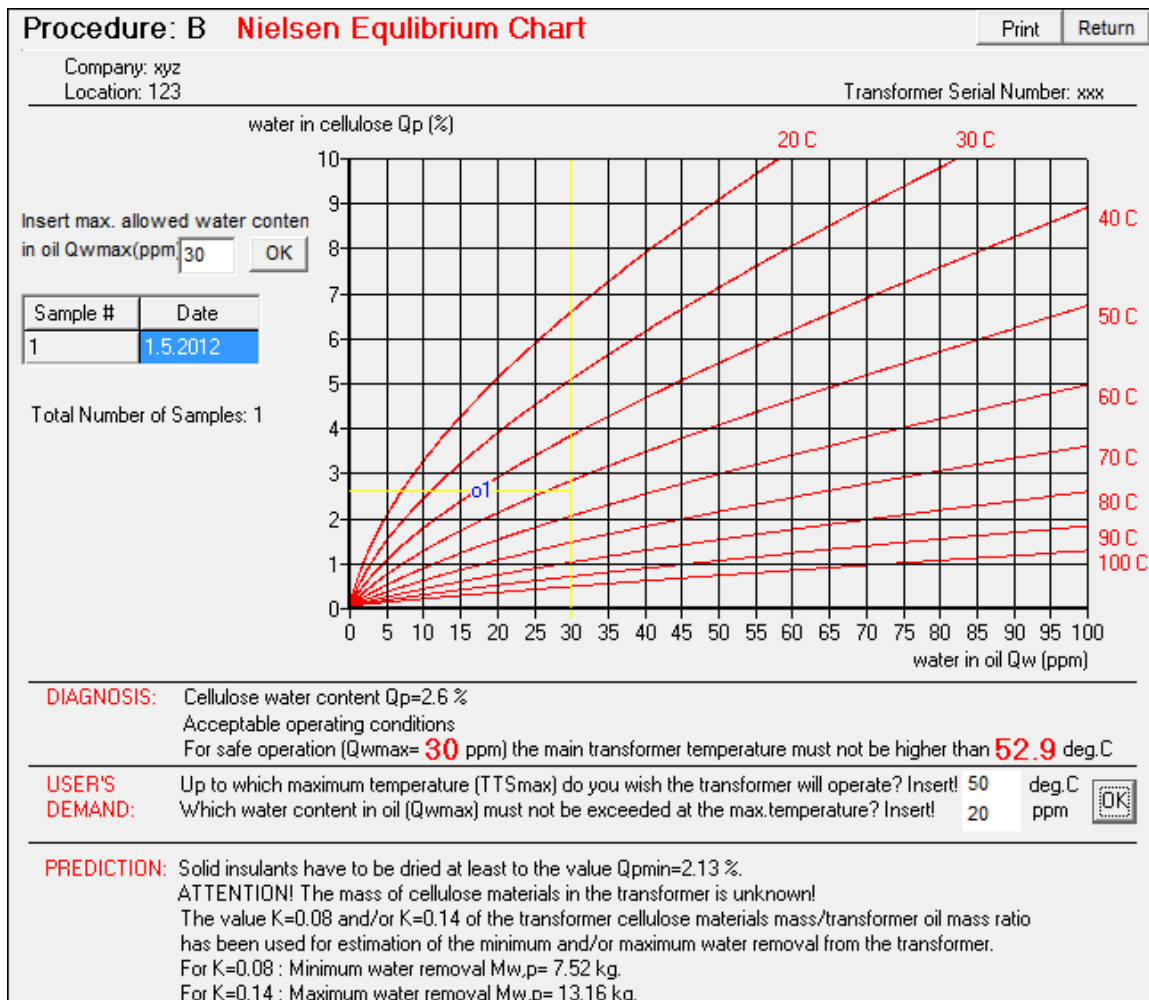 Procedure: B Nielsen Equlibrium Chart Print Return
Company: xyz
Location: 123
Transformer Serial Number: xxx
water in cellulose Qp (%)
20 C 30 C
40 C
50 C
60 C
70 C
80 C
90 C
100 C
10
9
8
7
6
5
4
3
2
1
0
o1
0 5 10 15 20 25 30 35 40 45 50 55 60 65 70 75 80 85 90 95 100
water in oil Qw (ppm)
Insert max. allowed water conten
in oil Qwmax(ppm) 30 OK
Sample # Date
1 1.5.2012
Total Number of Samples: 1
DIAGNOSIS: Cellulose water content Qp=2.6 %
Acceptable operating conditions
For safe operation (Qwmax= 30 ppm) the main transformer temperature must not be higher than 52.9 deg.C
USER'S DEMAND: Up to which maximum temperature (TTSmax) do you wish the transformer will operate? Insert! 50 deg.C
Which water content in oil (Qwmax) must not be exceeded at the max.temperature? Insert! 20 ppm
OK
PREDICTION: Solid insulants have to be dried at least to the value Qpmin=2.13 %.
ATTENTION! The mass of cellulose materials in the transformer is unknown!
The value K=0.08 and/or K=0.14 of the transformer cellulose materials mass/transformer oil mass ratio
has been used for estimation of the minimum and/or maximum water removal from the transformer.
For K=0.08 : Minimum water removal Mw,p= 7.52 kg.
For K=0.14 : Maximum water removal Mw,p= 13.16 kg.